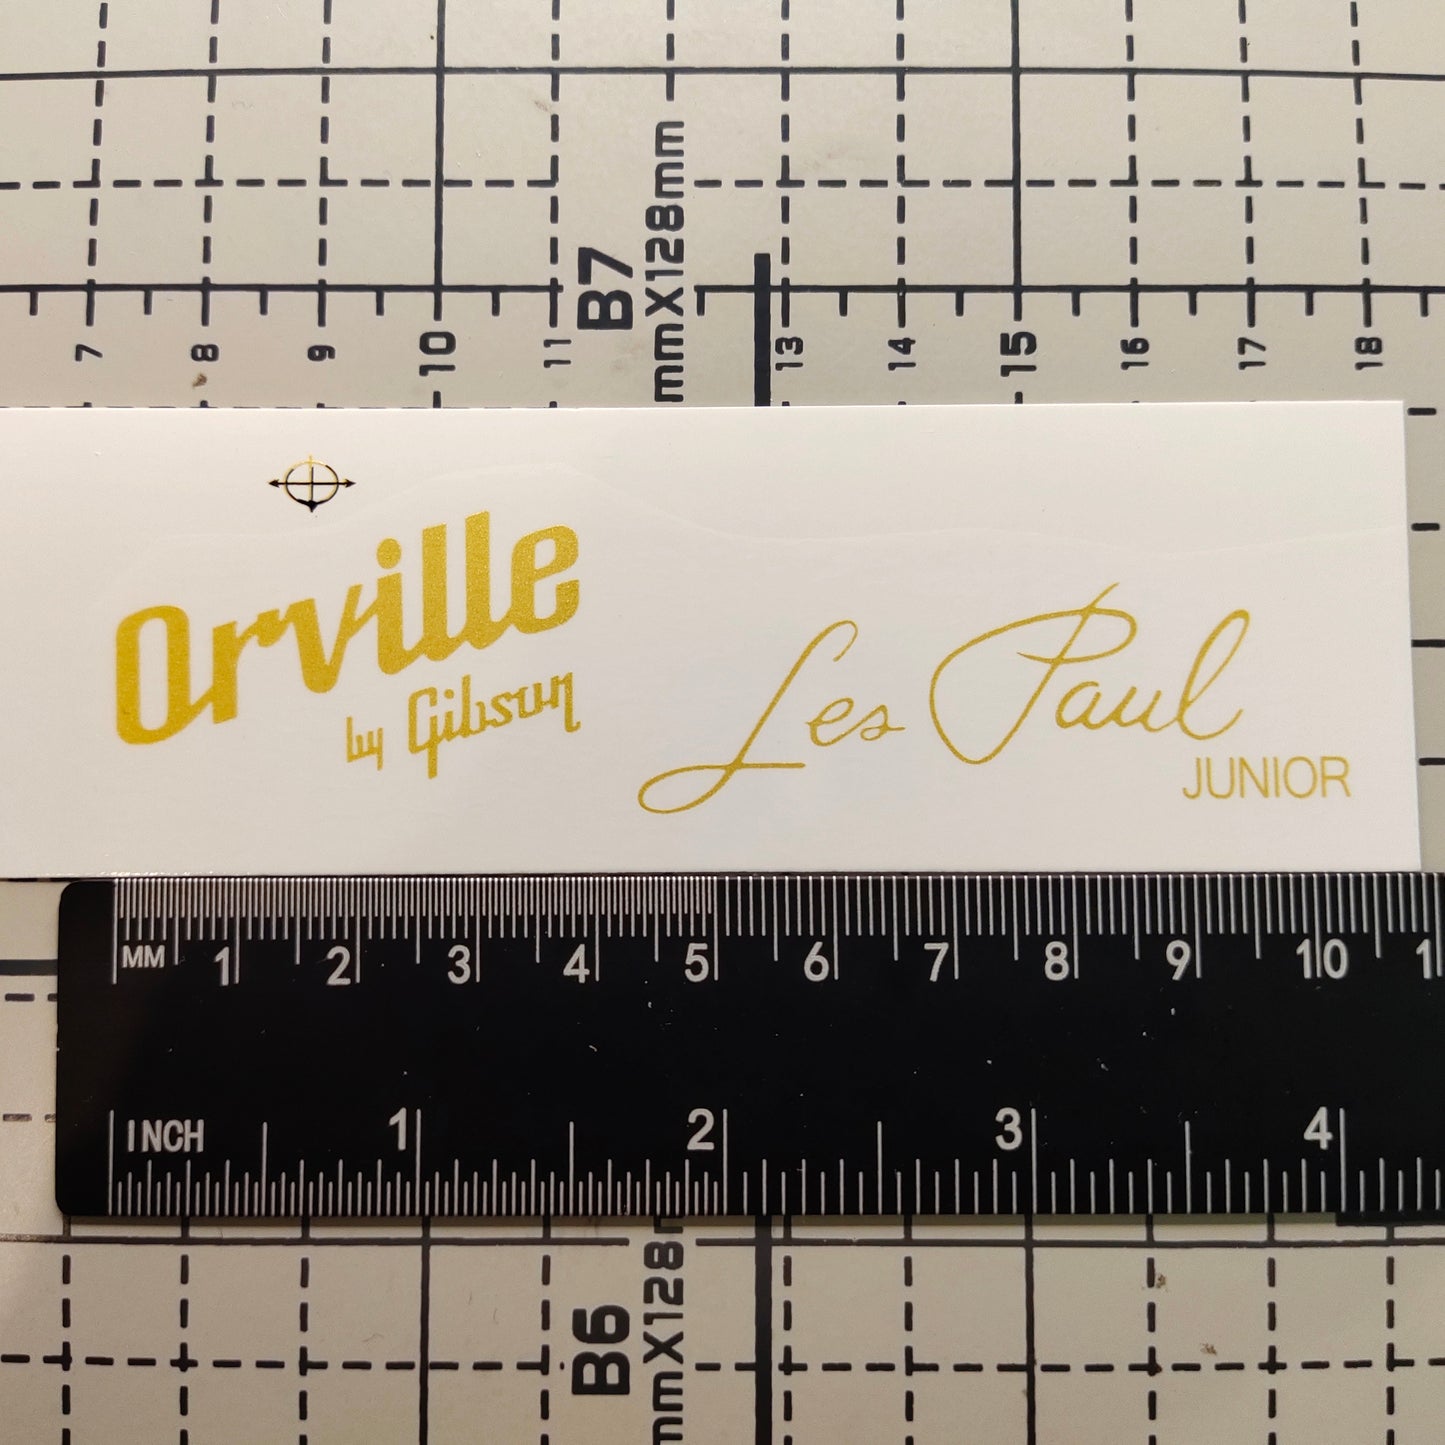 B7
mmX128mm
7 8 9 10 11 13 14 15 16 17 18
Orville
by Gibson
Les Paul
JUNIOR
MM 1 2 3 4 5 6 7 8 9 10
INCH 1 2 3 4
B6
mmX128